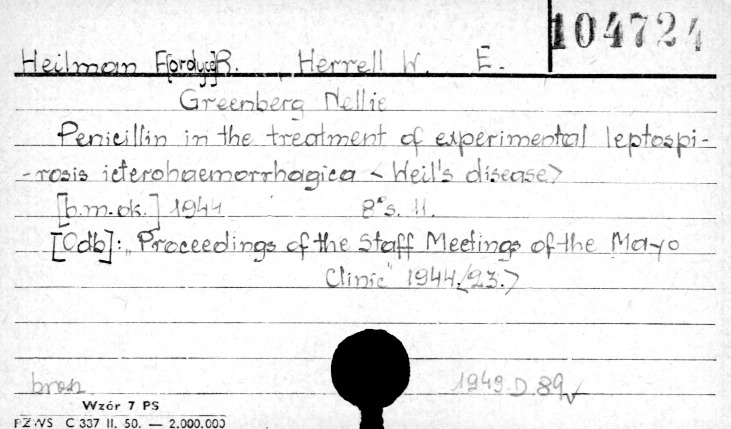 104724
Heilman F[ordyce]R. Herrell W. E.
Greenberg Nellie
Penicillin in the treatment of experimental leptospi-
-rosis icterohaemorrhagica <Weil's disease>
[b.m.ok.] 1944 8° s. 11.
[Odb]: "Proceedings of the Staff Meetings of the Mayo
Clinic" 1944./23.>
brosz. 1949 D 89
Wzór 7 PS
PZWS C 337 II. 50. — 2.000.000